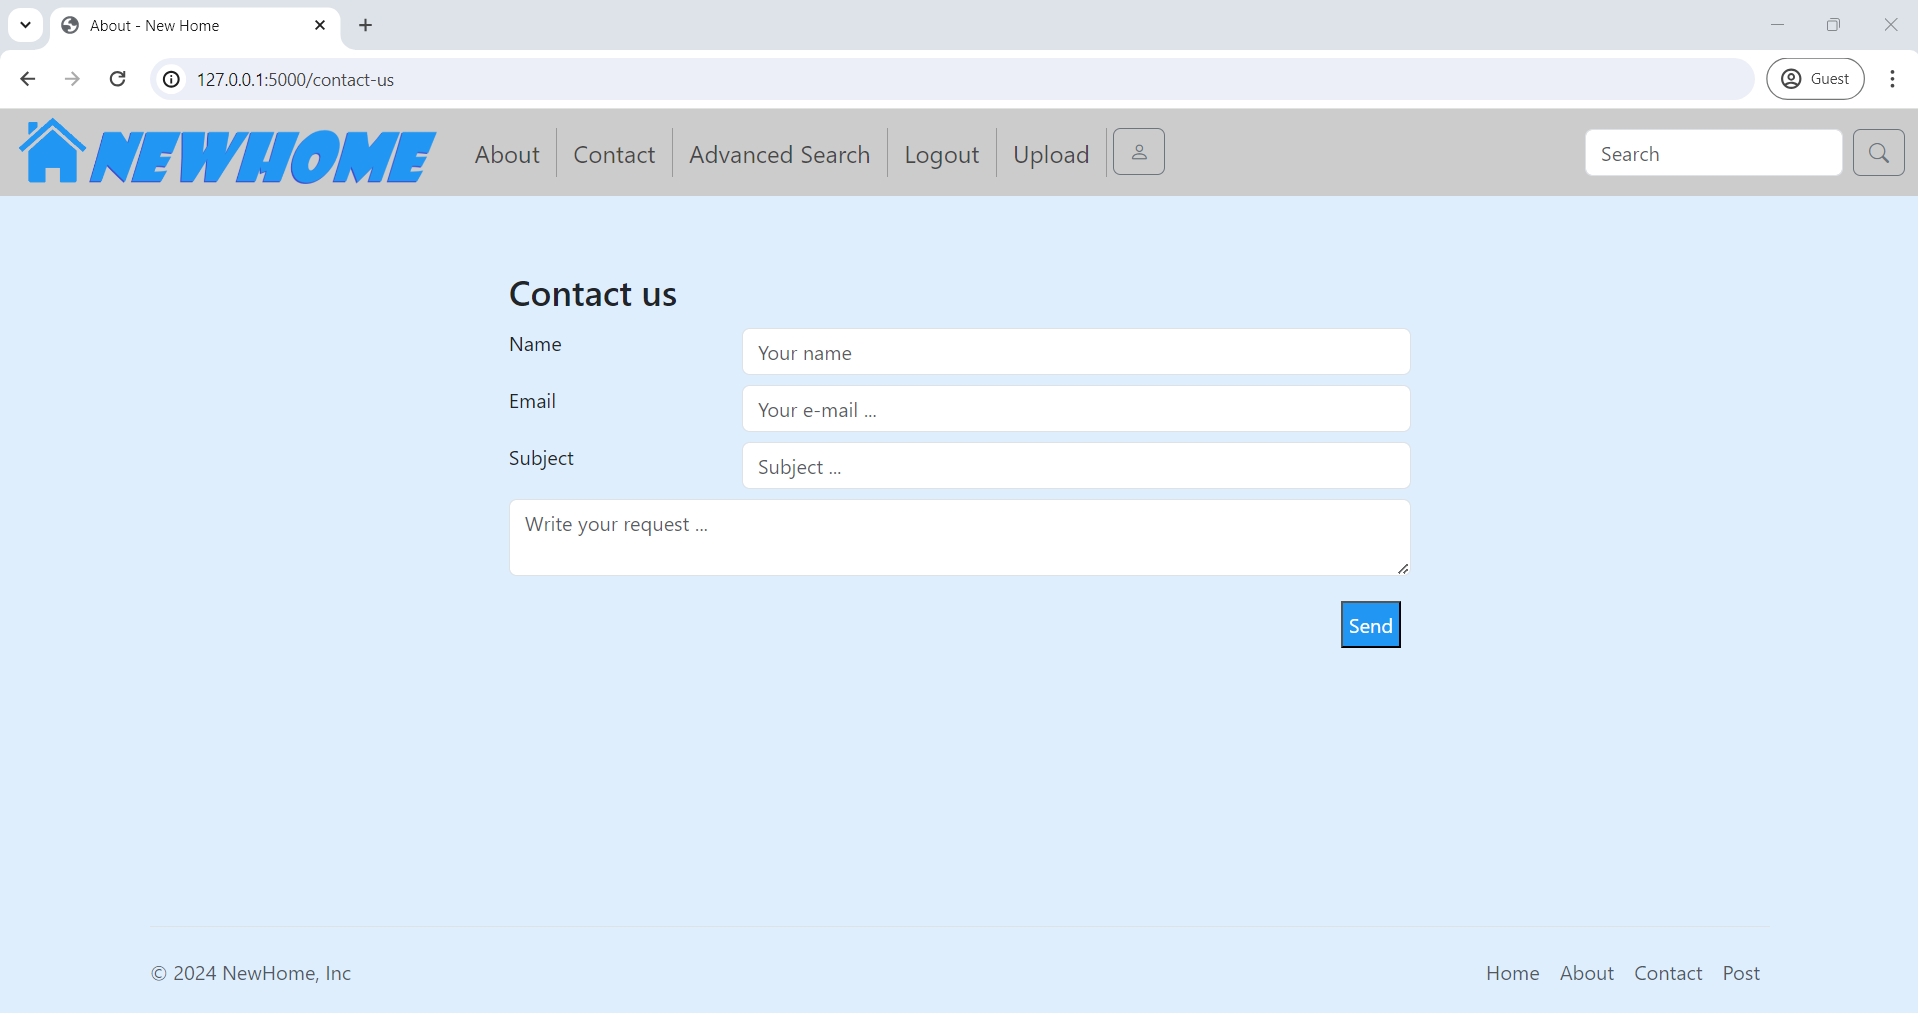 About - New Home
127.0.0.1:5000/contact-us
Guest
NEWHOME
About
Contact
Advanced Search
Logout
Upload
Search
Contact us
Name
Your name
Email
Your e-mail ...
Subject
Subject ...
Write your request ...
Send
© 2024 NewHome, Inc
Home
About
Contact
Post